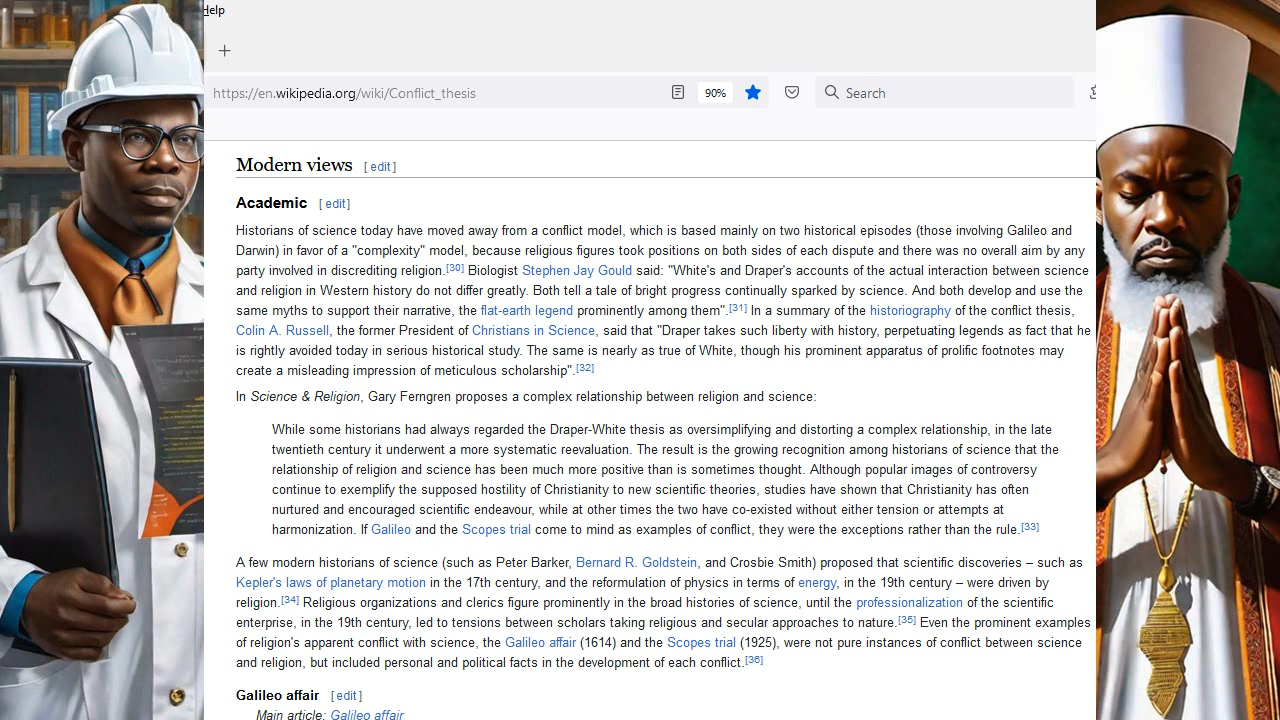 Help
https://en.wikipedia.org/wiki/Conflict_thesis
90%
Search
Modern views [ edit ]
Academic [ edit ]
Historians of science today have moved away from a conflict model, which is based mainly on two historical episodes (those involving Galileo and
Darwin) in favor of a "complexity" model, because religious figures took positions on both sides of each dispute and there was no overall aim by any
party involved in discrediting religion.[30] Biologist Stephen Jay Gould said: "White's and Draper's accounts of the actual interaction between science
and religion in Western history do not differ greatly. Both tell a tale of bright progress continually sparked by science. And both develop and use the
same myths to support their narrative, the flat-earth legend prominently among them".[31] In a summary of the historiography of the conflict thesis,
Colin A. Russell, the former President of Christians in Science, said that "Draper takes such liberty with history, perpetuating legends as fact that he
is rightly avoided today in serious historical study. The same is nearly as true of White, though his prominent apparatus of prolific footnotes may
create a misleading impression of meticulous scholarship".[32]
In Science & Religion, Gary Ferngren proposes a complex relationship between religion and science:
While some historians had always regarded the Draper-White thesis as oversimplifying and distorting a complex relationship, in the late
twentieth century it underwent a more systematic reevaluation. The result is the growing recognition among historians of science that the
relationship of religion and science has been much more positive than is sometimes thought. Although popular images of controversy
continue to exemplify the supposed hostility of Christianity to new scientific theories, studies have shown that Christianity has often
nurtured and encouraged scientific endeavour, while at other times the two have co-existed without either tension or attempts at
harmonization. If Galileo and the Scopes trial come to mind as examples of conflict, they were the exceptions rather than the rule.[33]
A few modern historians of science (such as Peter Barker, Bernard R. Goldstein, and Crosbie Smith) proposed that scientific discoveries – such as
Kepler's laws of planetary motion in the 17th century, and the reformulation of physics in terms of energy, in the 19th century – were driven by
religion.[34] Religious organizations and clerics figure prominently in the broad histories of science, until the professionalization of the scientific
enterprise, in the 19th century, led to tensions between scholars taking religious and secular approaches to nature.[35] Even the prominent examples
of religion's apparent conflict with science, the Galileo affair (1614) and the Scopes trial (1925), were not pure instances of conflict between science
and religion, but included personal and political facts in the development of each conflict.[36]
Galileo affair [ edit ]
Main article: Galileo affair